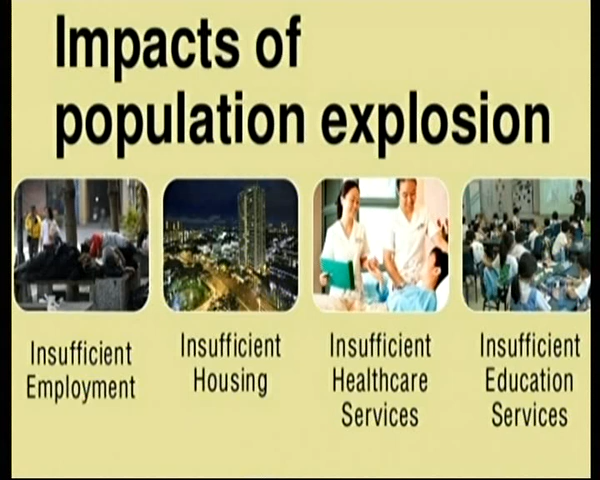 Impacts of
population explosion
Insufficient
Employment
Insufficient
Housing
Insufficient
Healthcare
Services
Insufficient
Education
Services